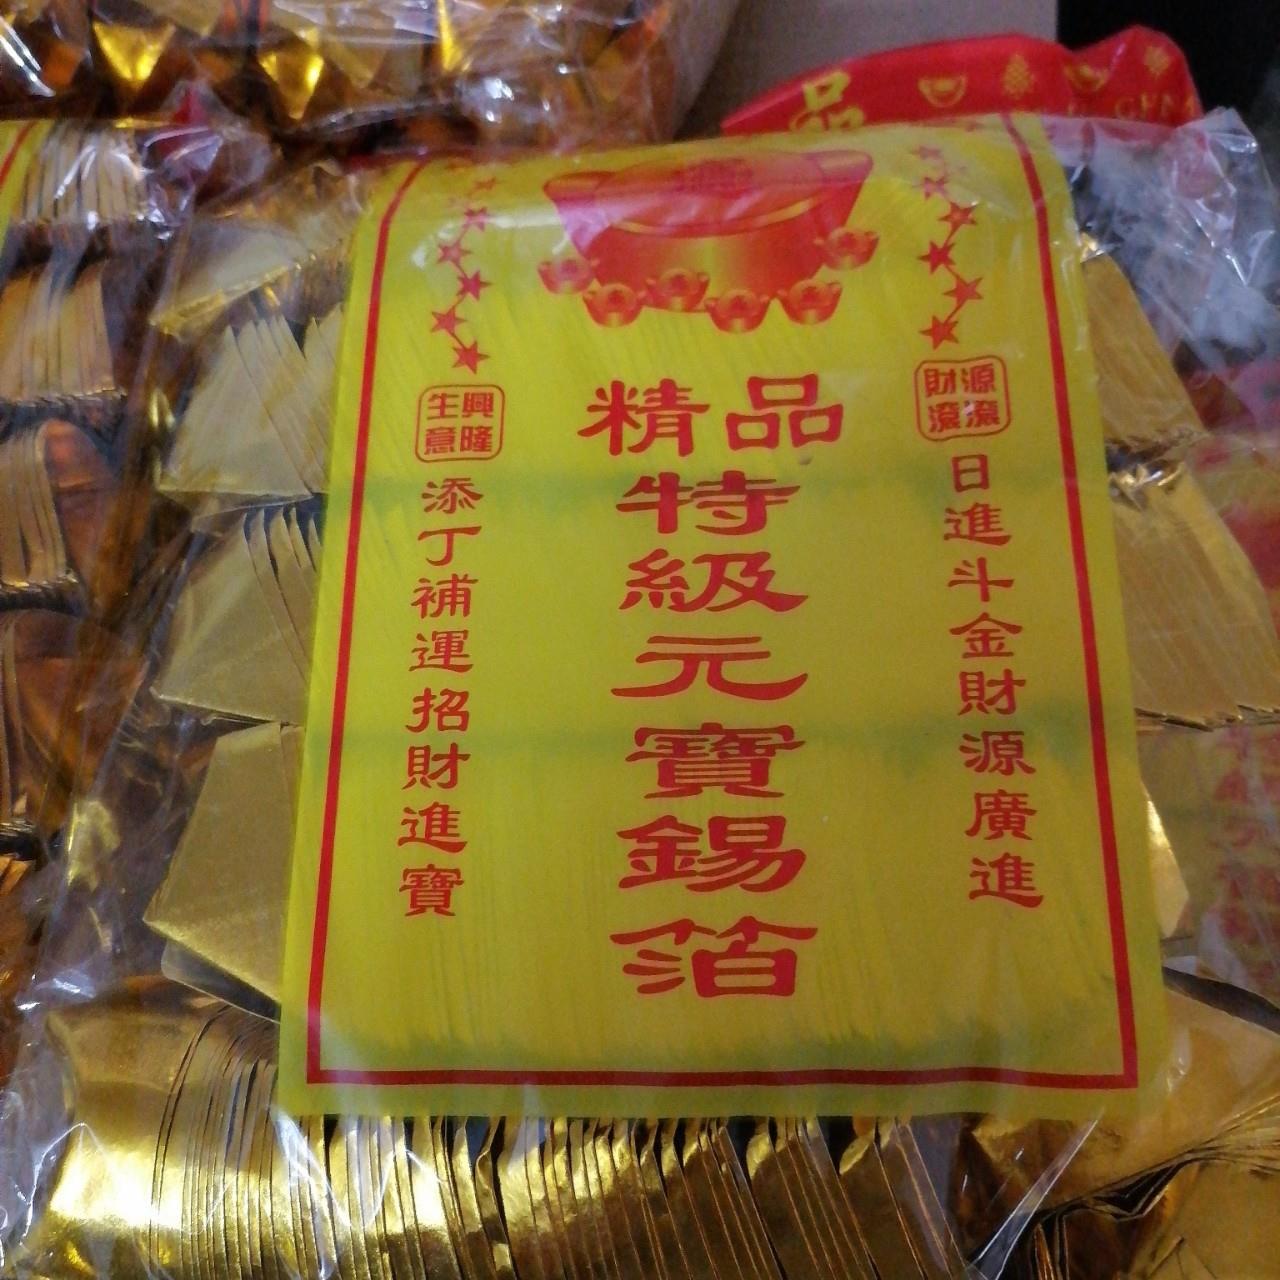 品
精品
特級元寶錫箔
財源滾滾
日進斗金財源廣進
生意興隆
添丁補運招財進寶